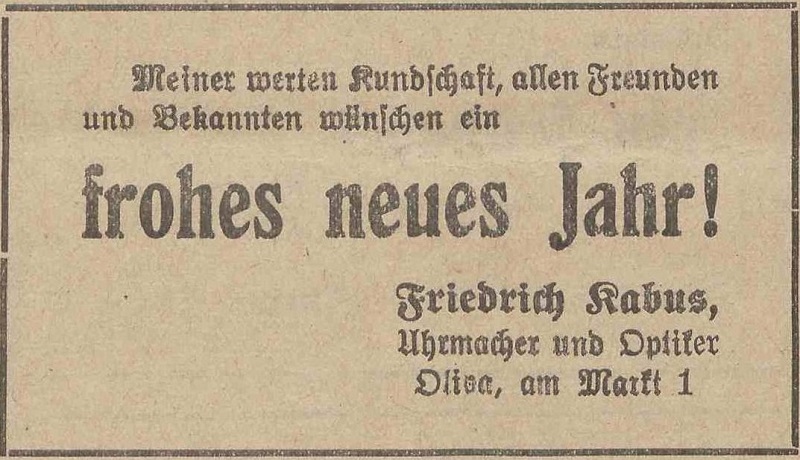 Meiner werten Kundschaft, allen Freunden
und Bekannten wünschen ein
frohes neues Jahr!
Friedrich Kabus,
Uhrmacher und Optiker
Oliva, am Markt 1